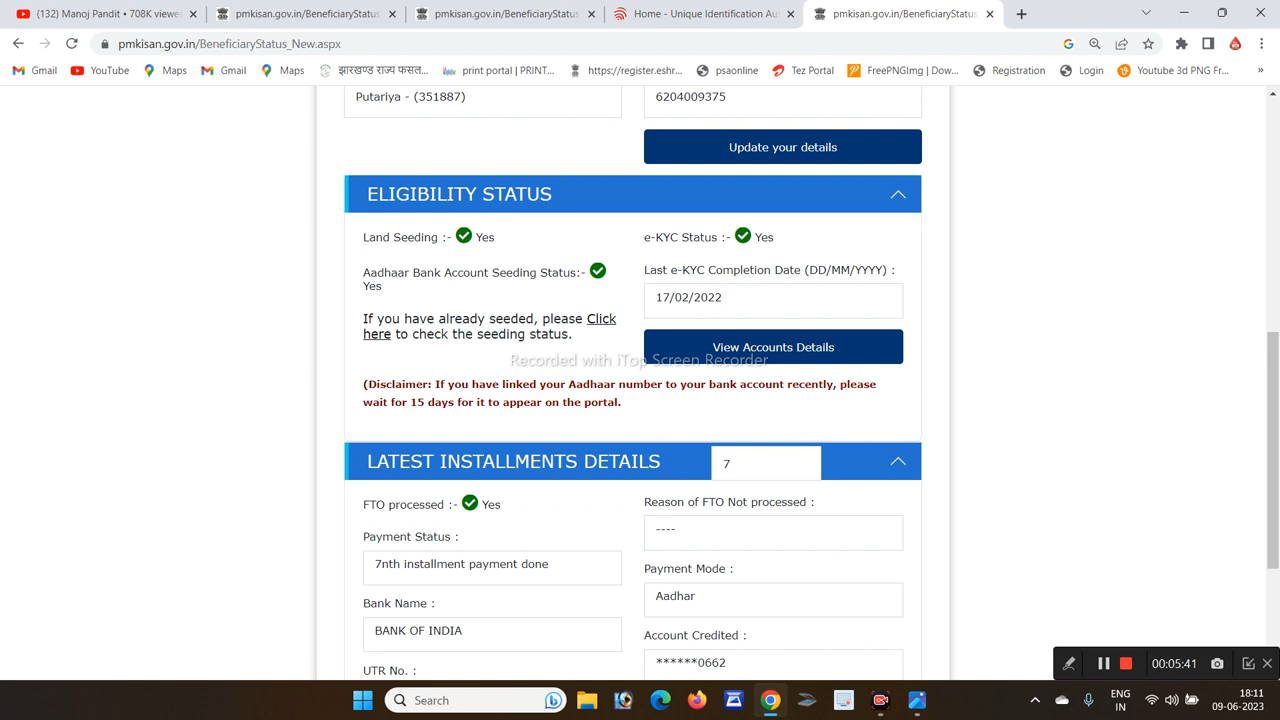 (132) Manoj Pandit - 708K viewe
pmkisan.gov.in/BeneficiaryStatus
pmkisan.gov.in/BeneficiaryStatus
Home - Unique Identification Au
pmkisan.gov.in/BeneficiaryStatus
pmkisan.gov.in/BeneficiaryStatus_New.aspx
Gmail YouTube Maps Gmail Maps झारखण्ड राज्य फसल... print portal | PRINT... https://register.eshr... psaonline Tez Portal FreePNGImg | Dow... Registration Login Youtube 3d PNG Fr... »
Putariya - (351887)
6204009375
Update your details
ELIGIBILITY STATUS
Land Seeding :- Yes
e-KYC Status :- Yes
Aadhaar Bank Account Seeding Status:-
Yes
Last e-KYC Completion Date (DD/MM/YYYY) :
17/02/2022
If you have already seeded, please Click
here to check the seeding status.
View Accounts Details
Recorded with iTop Screen Recorder
(Disclaimer: If you have linked your Aadhaar number to your bank account recently, please
wait for 15 days for it to appear on the portal.
LATEST INSTALLMENTS DETAILS 7
FTO processed :- Yes
Reason of FTO Not processed :
----
Payment Status :
7nth installment payment done
Payment Mode :
Aadhar
Bank Name :
BANK OF INDIA
Account Credited :
******0662
UTR No. :
00:05:41
Search
ENG
IN
18:11
09-06-2023